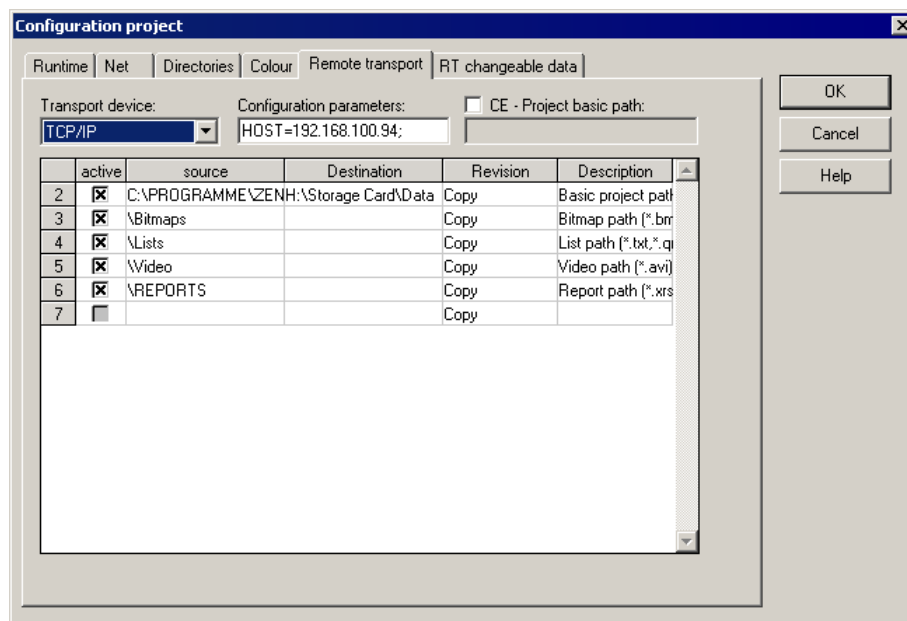 Configuration project
Runtime Net Directories Colour Remote transport RT changeable data
Transport device: Configuration parameters: CE - Project basic path:
TCP/IP HOST=192.168.100.94;
active source Destination Revision Description
2 C:\PROGRAMME\ZENH:\Storage Card\Data Copy Basic project path
3 \Bitmaps Copy Bitmap path (*.bm
4 \Lists Copy List path (*.txt,*.q
5 \Video Copy Video path (*.avi)
6 \REPORTS Copy Report path (*.xrs
7 Copy
OK
Cancel
Help